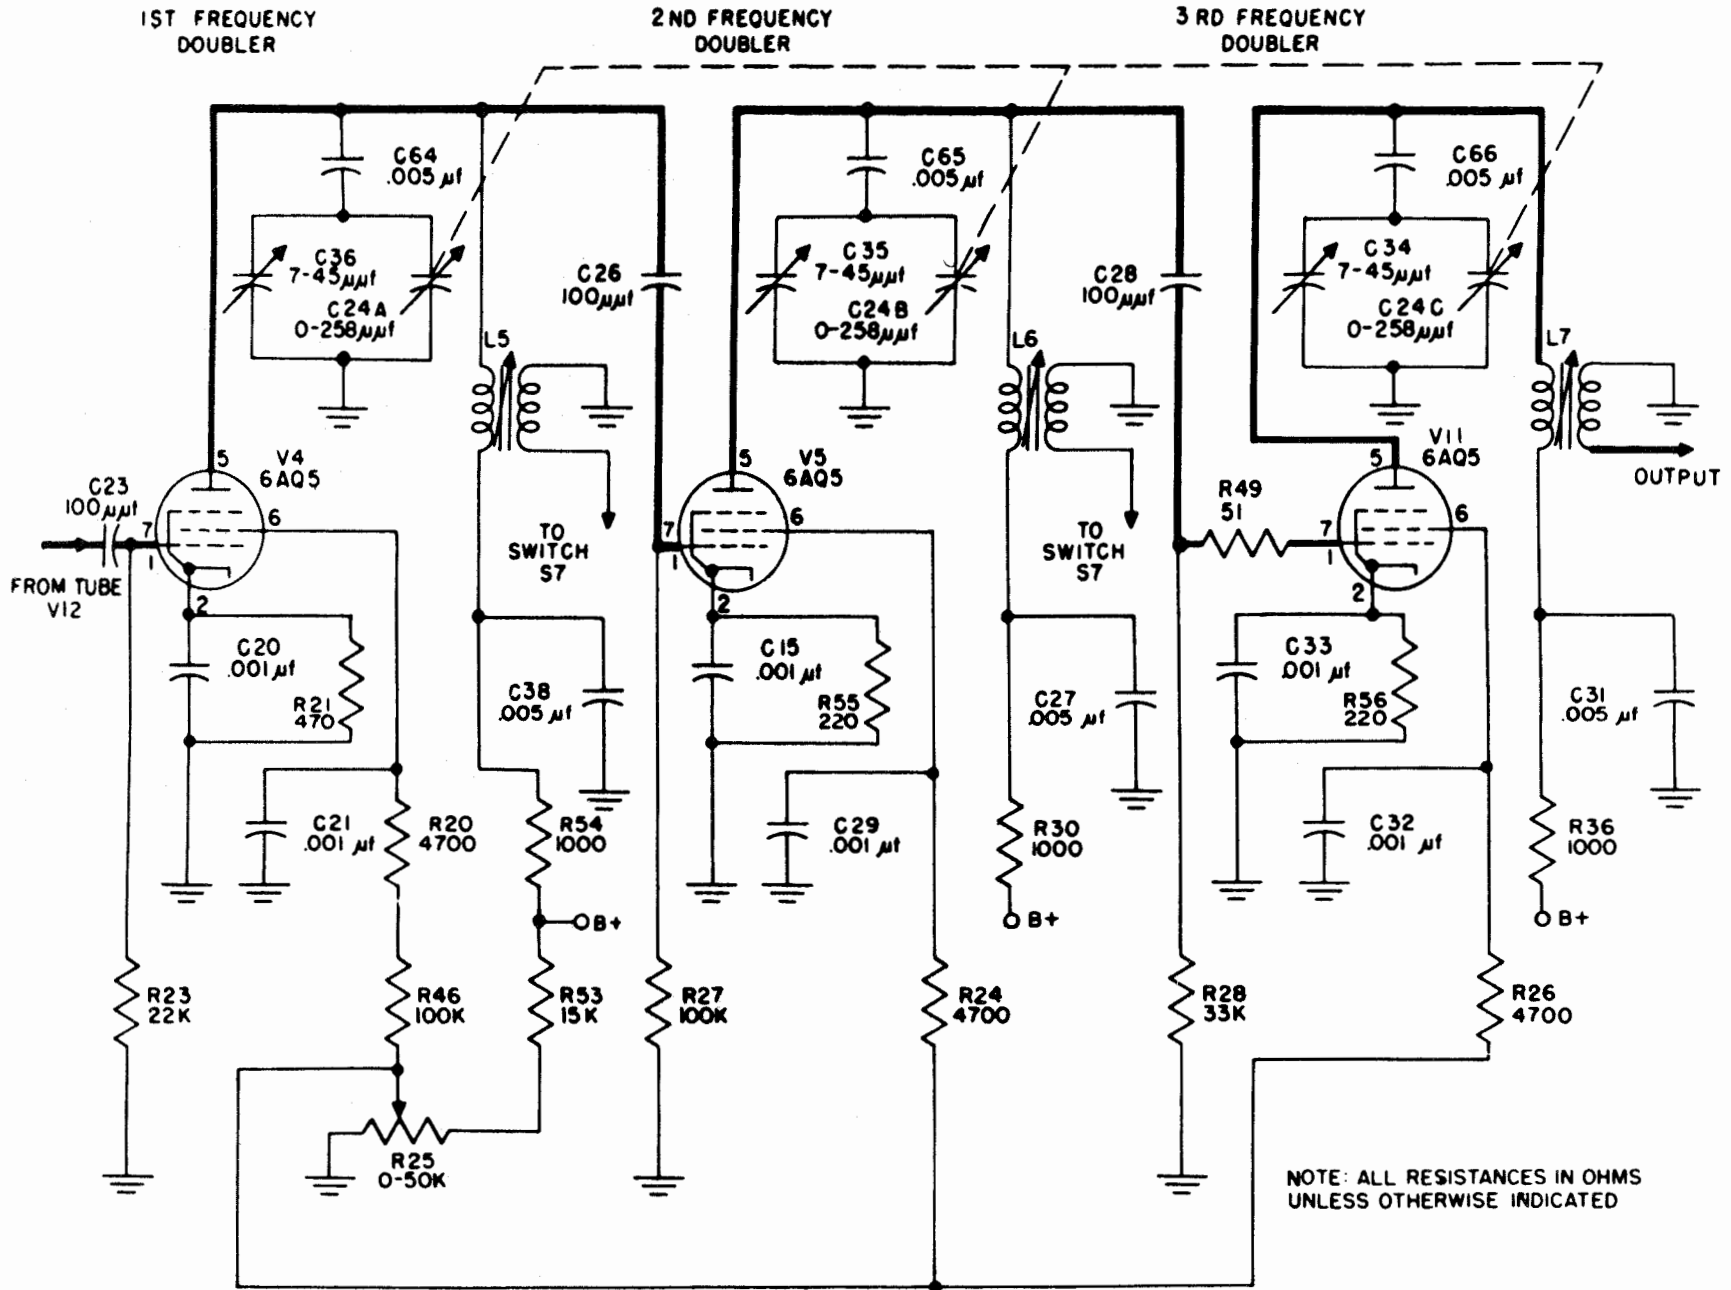 1ST FREQUENCY
DOUBLER
2ND FREQUENCY
DOUBLER
3RD FREQUENCY
DOUBLER
C64
.005 μf
C36
7-45μμf
C24A
0-258μμf
L5
C26
100μμf
C65
.005 μf
C35
7-45μμf
C24B
0-258μμf
L6
C28
100μμf
C66
.005 μf
C34
7-45μμf
C24C
0-258μμf
L7
OUTPUT
C23
100μμf
FROM TUBE
V12
V4
6AQ5
5
6
7
1
2
TO
SWITCH
S7
V5
6AQ5
5
6
7
1
2
TO
SWITCH
S7
R49
51
V11
6AQ5
5
6
7
1
2
C20
.001 μf
R21
470
C38
.005 μf
C15
.001 μf
R55
220
C27
.005 μf
C33
.001 μf
R56
220
C31
.005 μf
C21
.001 μf
R20
4700
R54
1000
B+
C29
.001 μf
R30
1000
B+
C32
.001 μf
R36
1000
B+
R23
22K
R46
100K
R53
15K
R27
100K
R24
4700
R28
33K
R26
4700
R25
0-50K
NOTE: ALL RESISTANCES IN OHMS
UNLESS OTHERWISE INDICATED